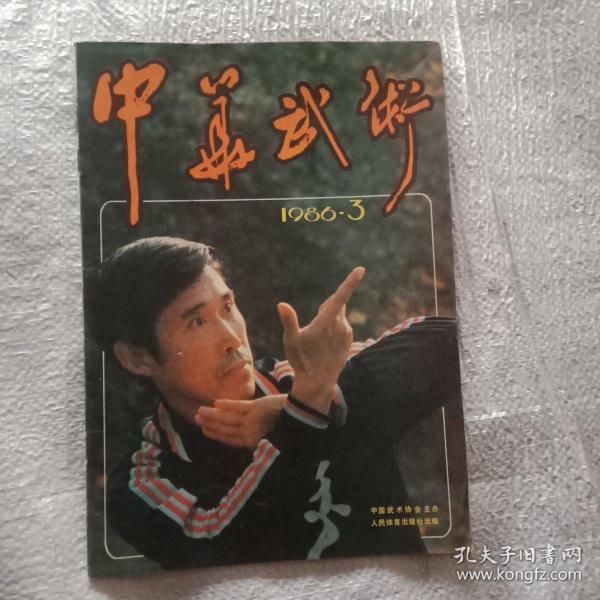 中華武術
1986·3
中国武术协会主办
人民体育出版社出版
孔夫子旧书网
www.kongfz.com